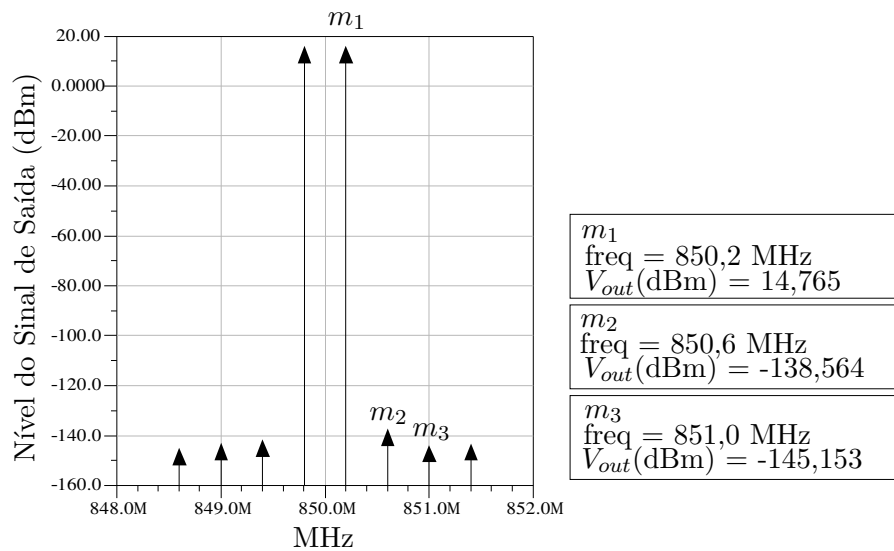 m₁
20.00
0.0000
-20.00
-40.00
-60.00
-80.00
-100.0
-120.0
-140.0
-160.0
Nível do Sinal de Saída (dBm)
m₂
m₃
848.0M 849.0M 850.0M 851.0M 852.0M
MHz
m₁
freq = 850,2 MHz
Vₒᵤₜ(dBm) = 14,765
m₂
freq = 850,6 MHz
Vₒᵤₜ(dBm) = -138,564
m₃
freq = 851,0 MHz
Vₒᵤₜ(dBm) = -145,153